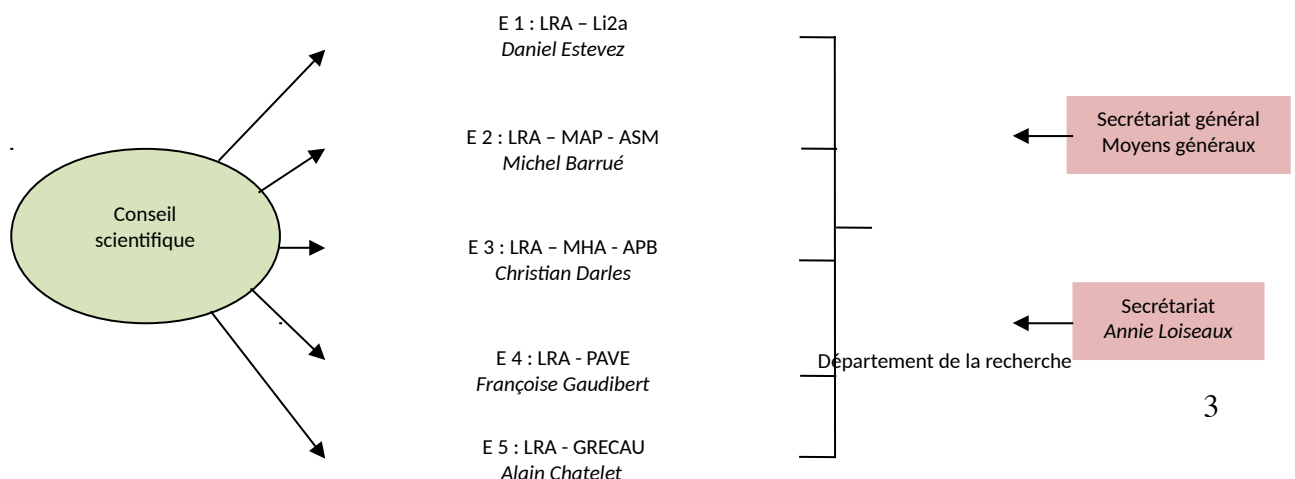 E 1 : LRA – Li2a
Daniel Estevez
E 2 : LRA – MAP - ASM
Michel Barrué
E 3 : LRA – MHA - APB
Christian Darles
E 4 : LRA - PAVE
Françoise Gaudibert
E 5 : LRA - GRECAU
Alain Chatelet
Conseil
scientifique
Secrétariat général
Moyens généraux
Secrétariat
Annie Loiseaux
Département de la recherche
3